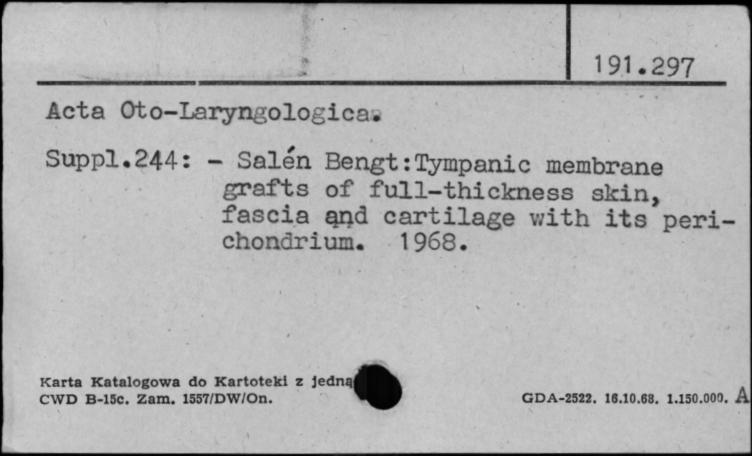 191.297
Acta Oto-Laryngologica.
Suppl.244: - Salén Bengt:Tympanic membrane
grafts of full-thickness skin,
fascia and cartilage with its peri-
chondrium. 1968.
Karta Katalogowa do Kartoteki z jedną
CWD B-15c. Zam. 1557/DW/On.
GDA-2522. 16.10.68. 1.150.000. A